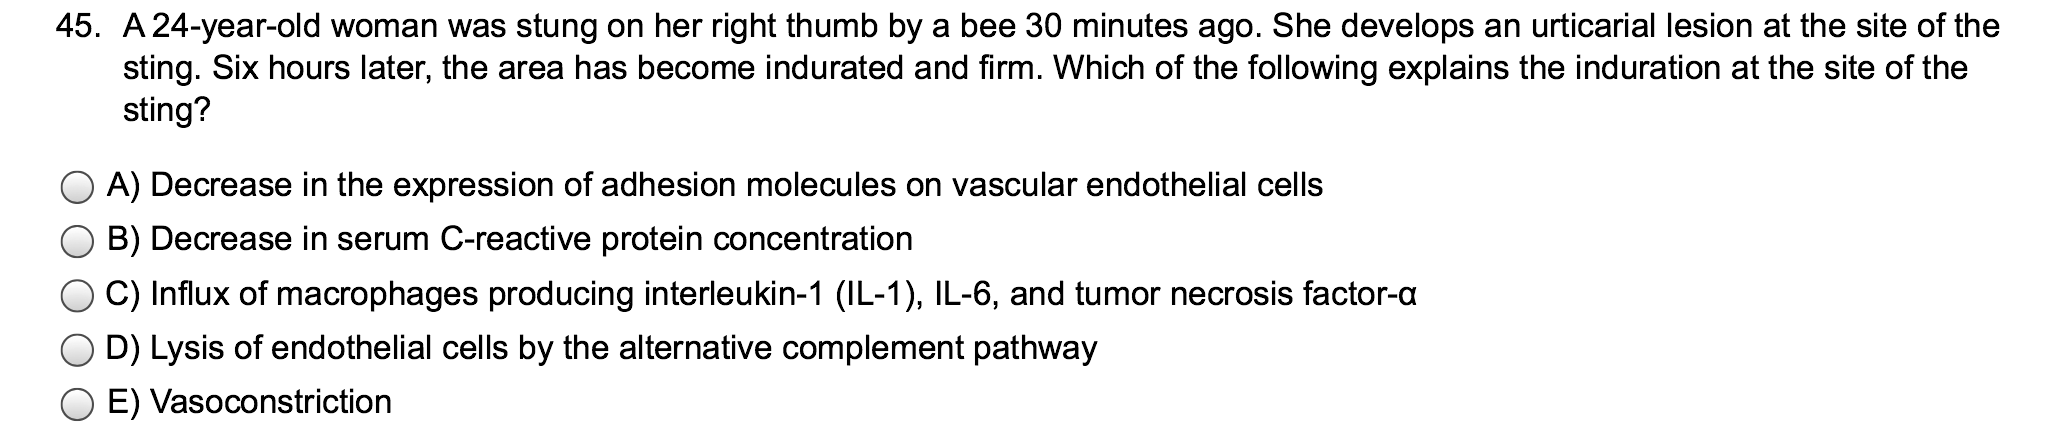 45. A 24-year-old woman was stung on her right thumb by a bee 30 minutes ago. She develops an urticarial lesion at the site of the
sting. Six hours later, the area has become indurated and firm. Which of the following explains the induration at the site of the
sting?
A) Decrease in the expression of adhesion molecules on vascular endothelial cells
B) Decrease in serum C-reactive protein concentration
C) Influx of macrophages producing interleukin-1 (IL-1), IL-6, and tumor necrosis factor-α
D) Lysis of endothelial cells by the alternative complement pathway
E) Vasoconstriction